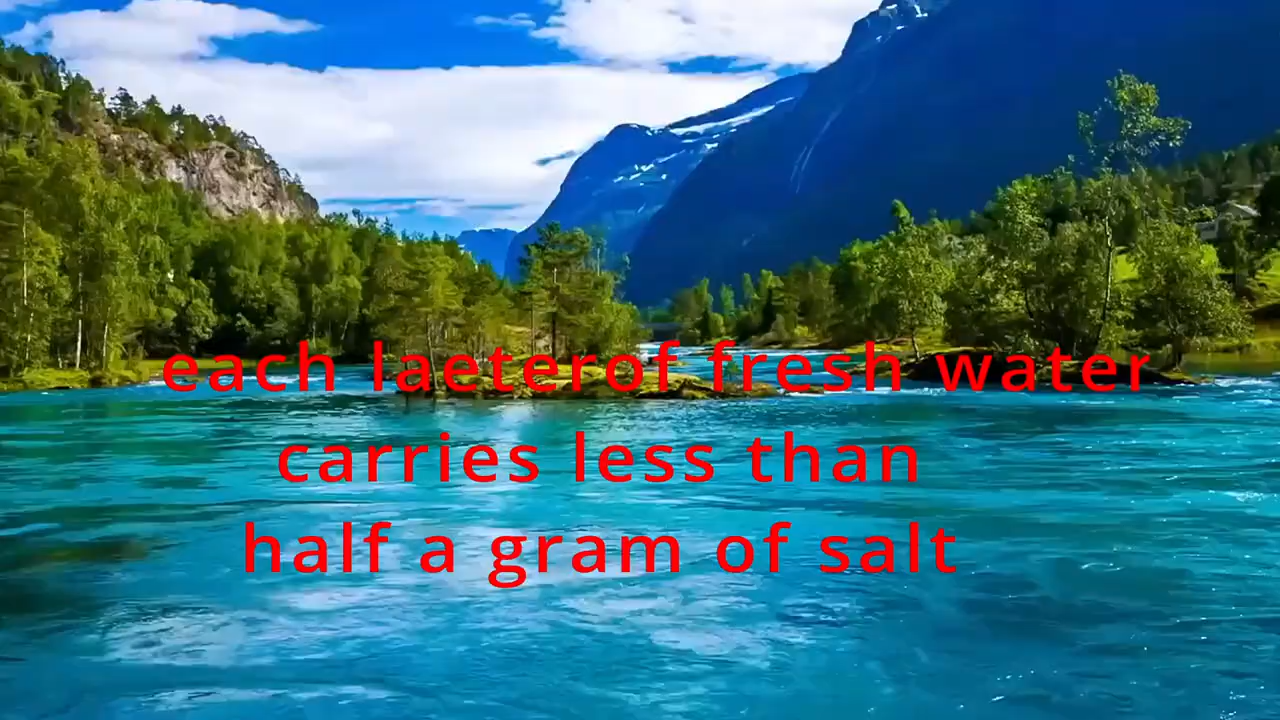 each laeterof fresh water
carries less than
half a gram of salt